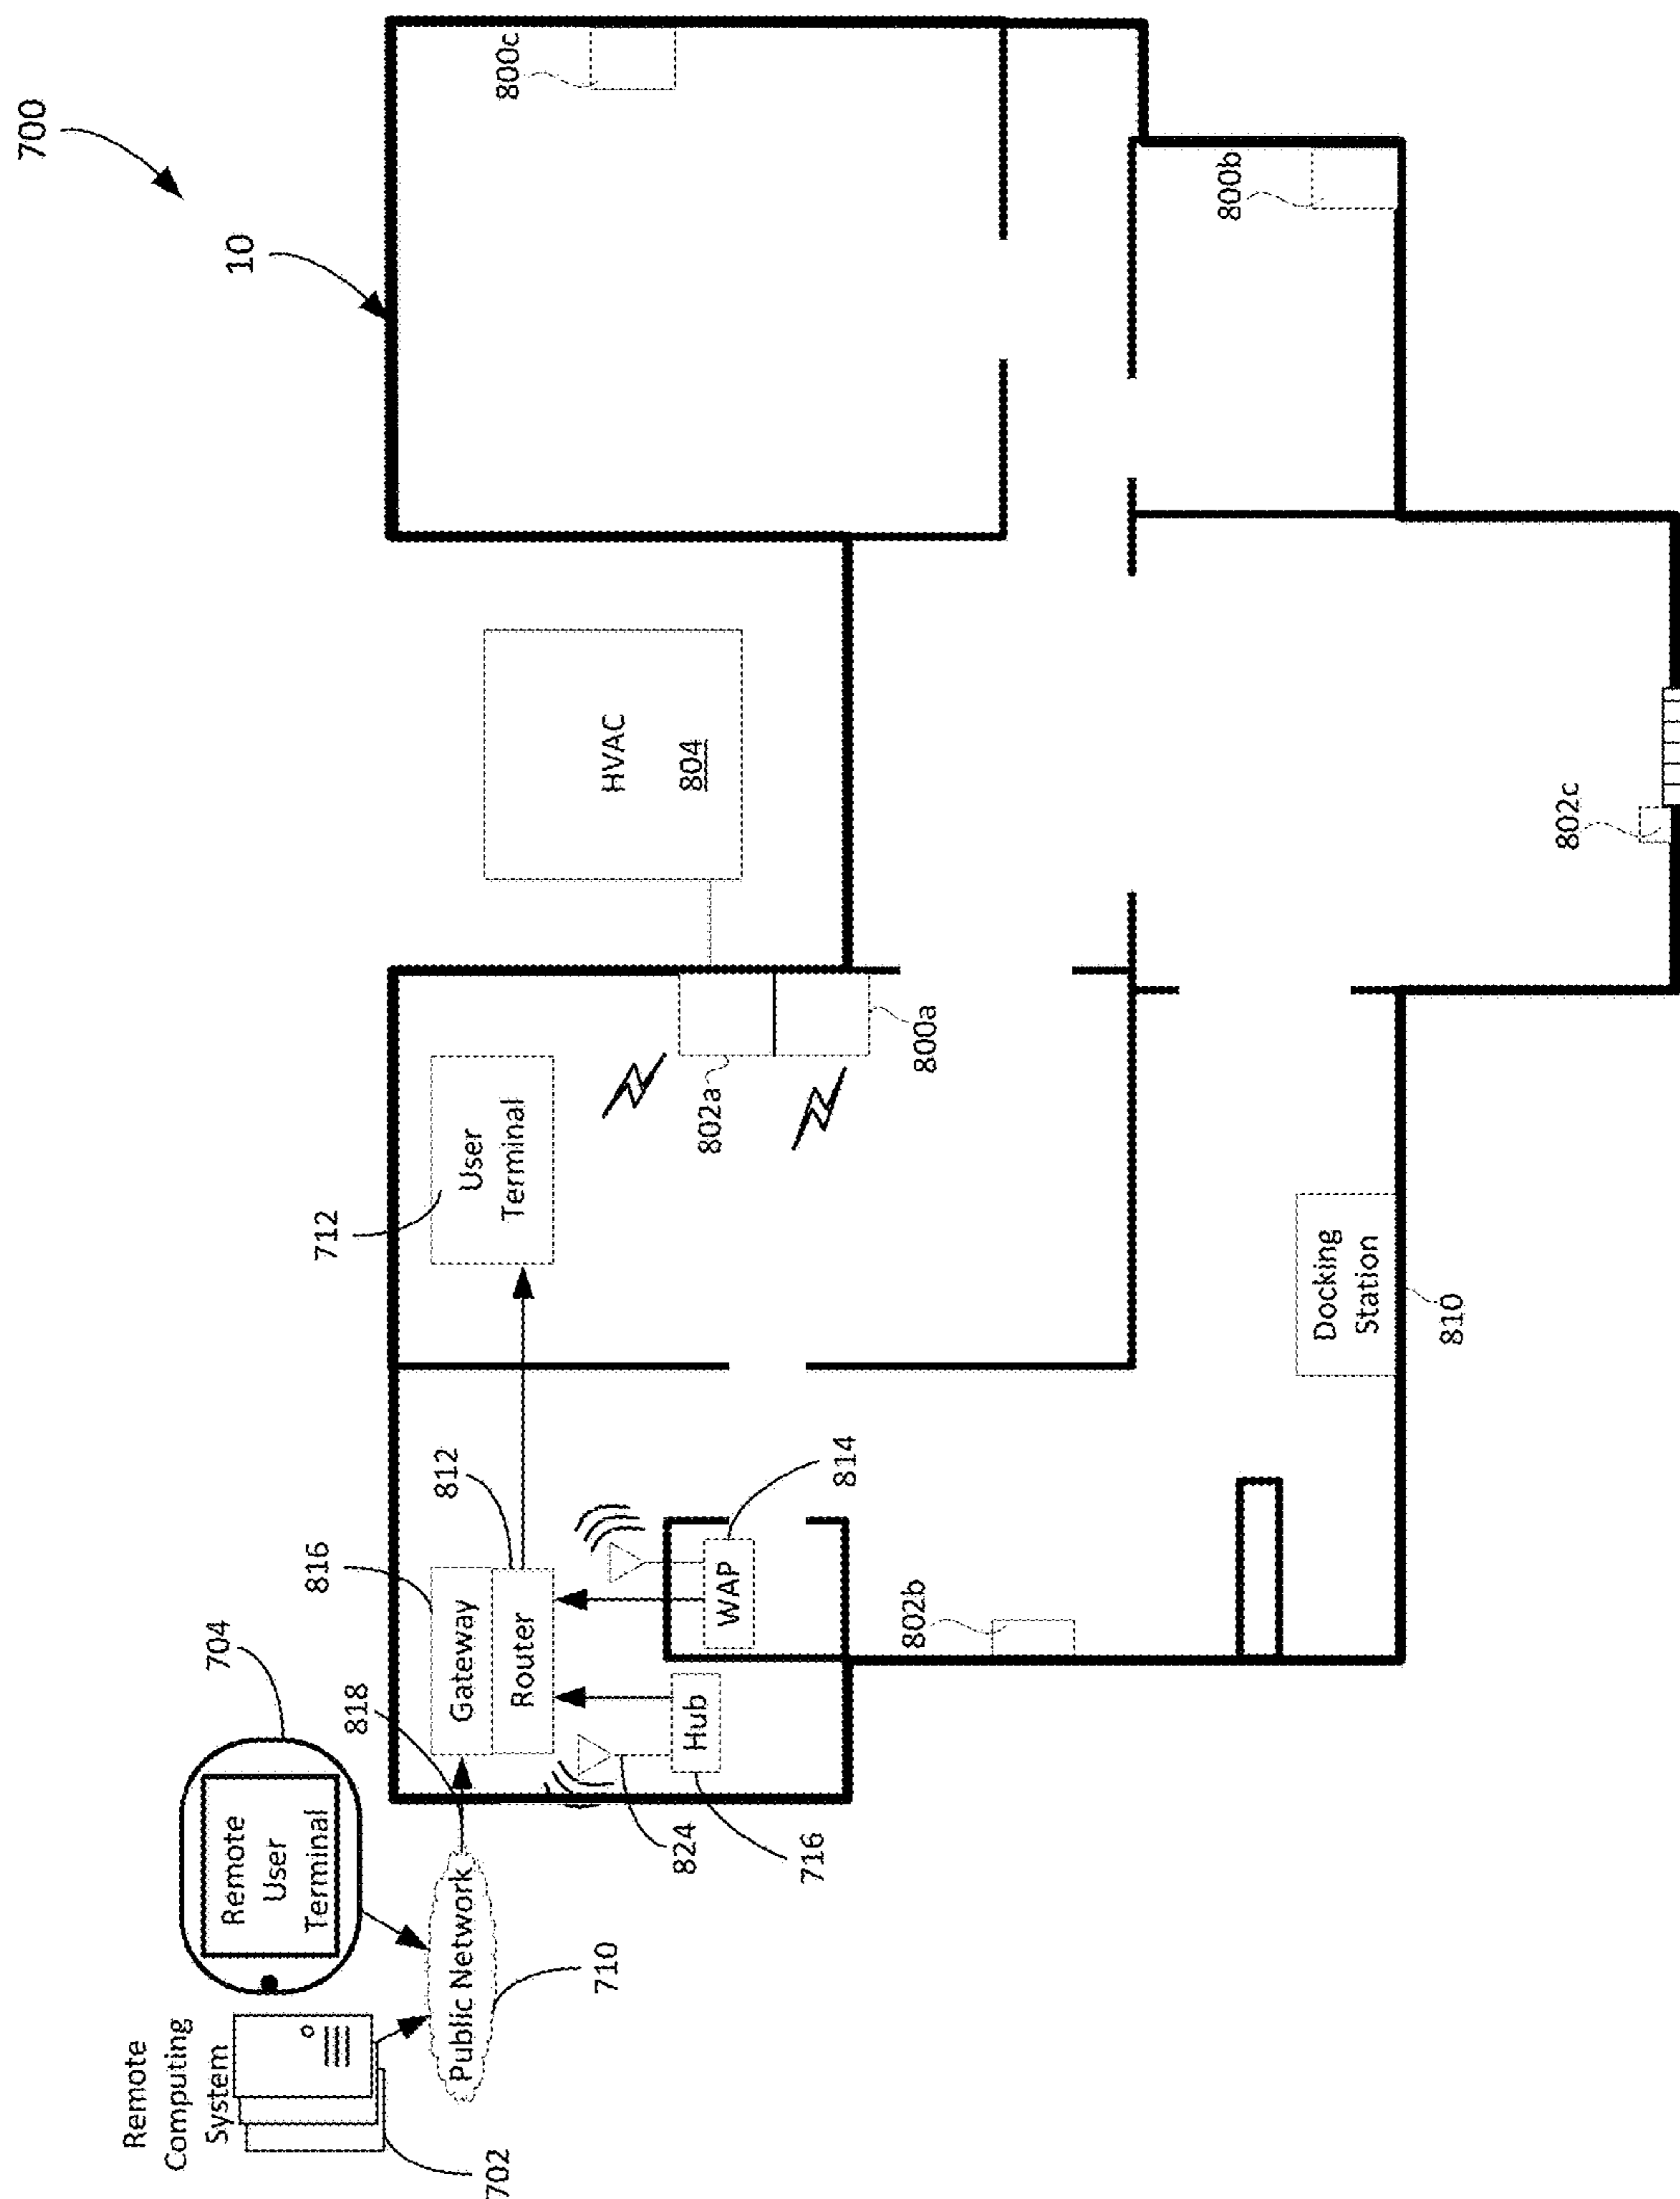 700
10
Remote
Computing
System
702
Remote
User
Terminal
704
Public Network
710
818
816
Gateway
Router
812
Hub
716
824
WAP
814
712
User
Terminal
802a
800a
HVAC
804
800c
800b
802b
802c
Docking
Station
810